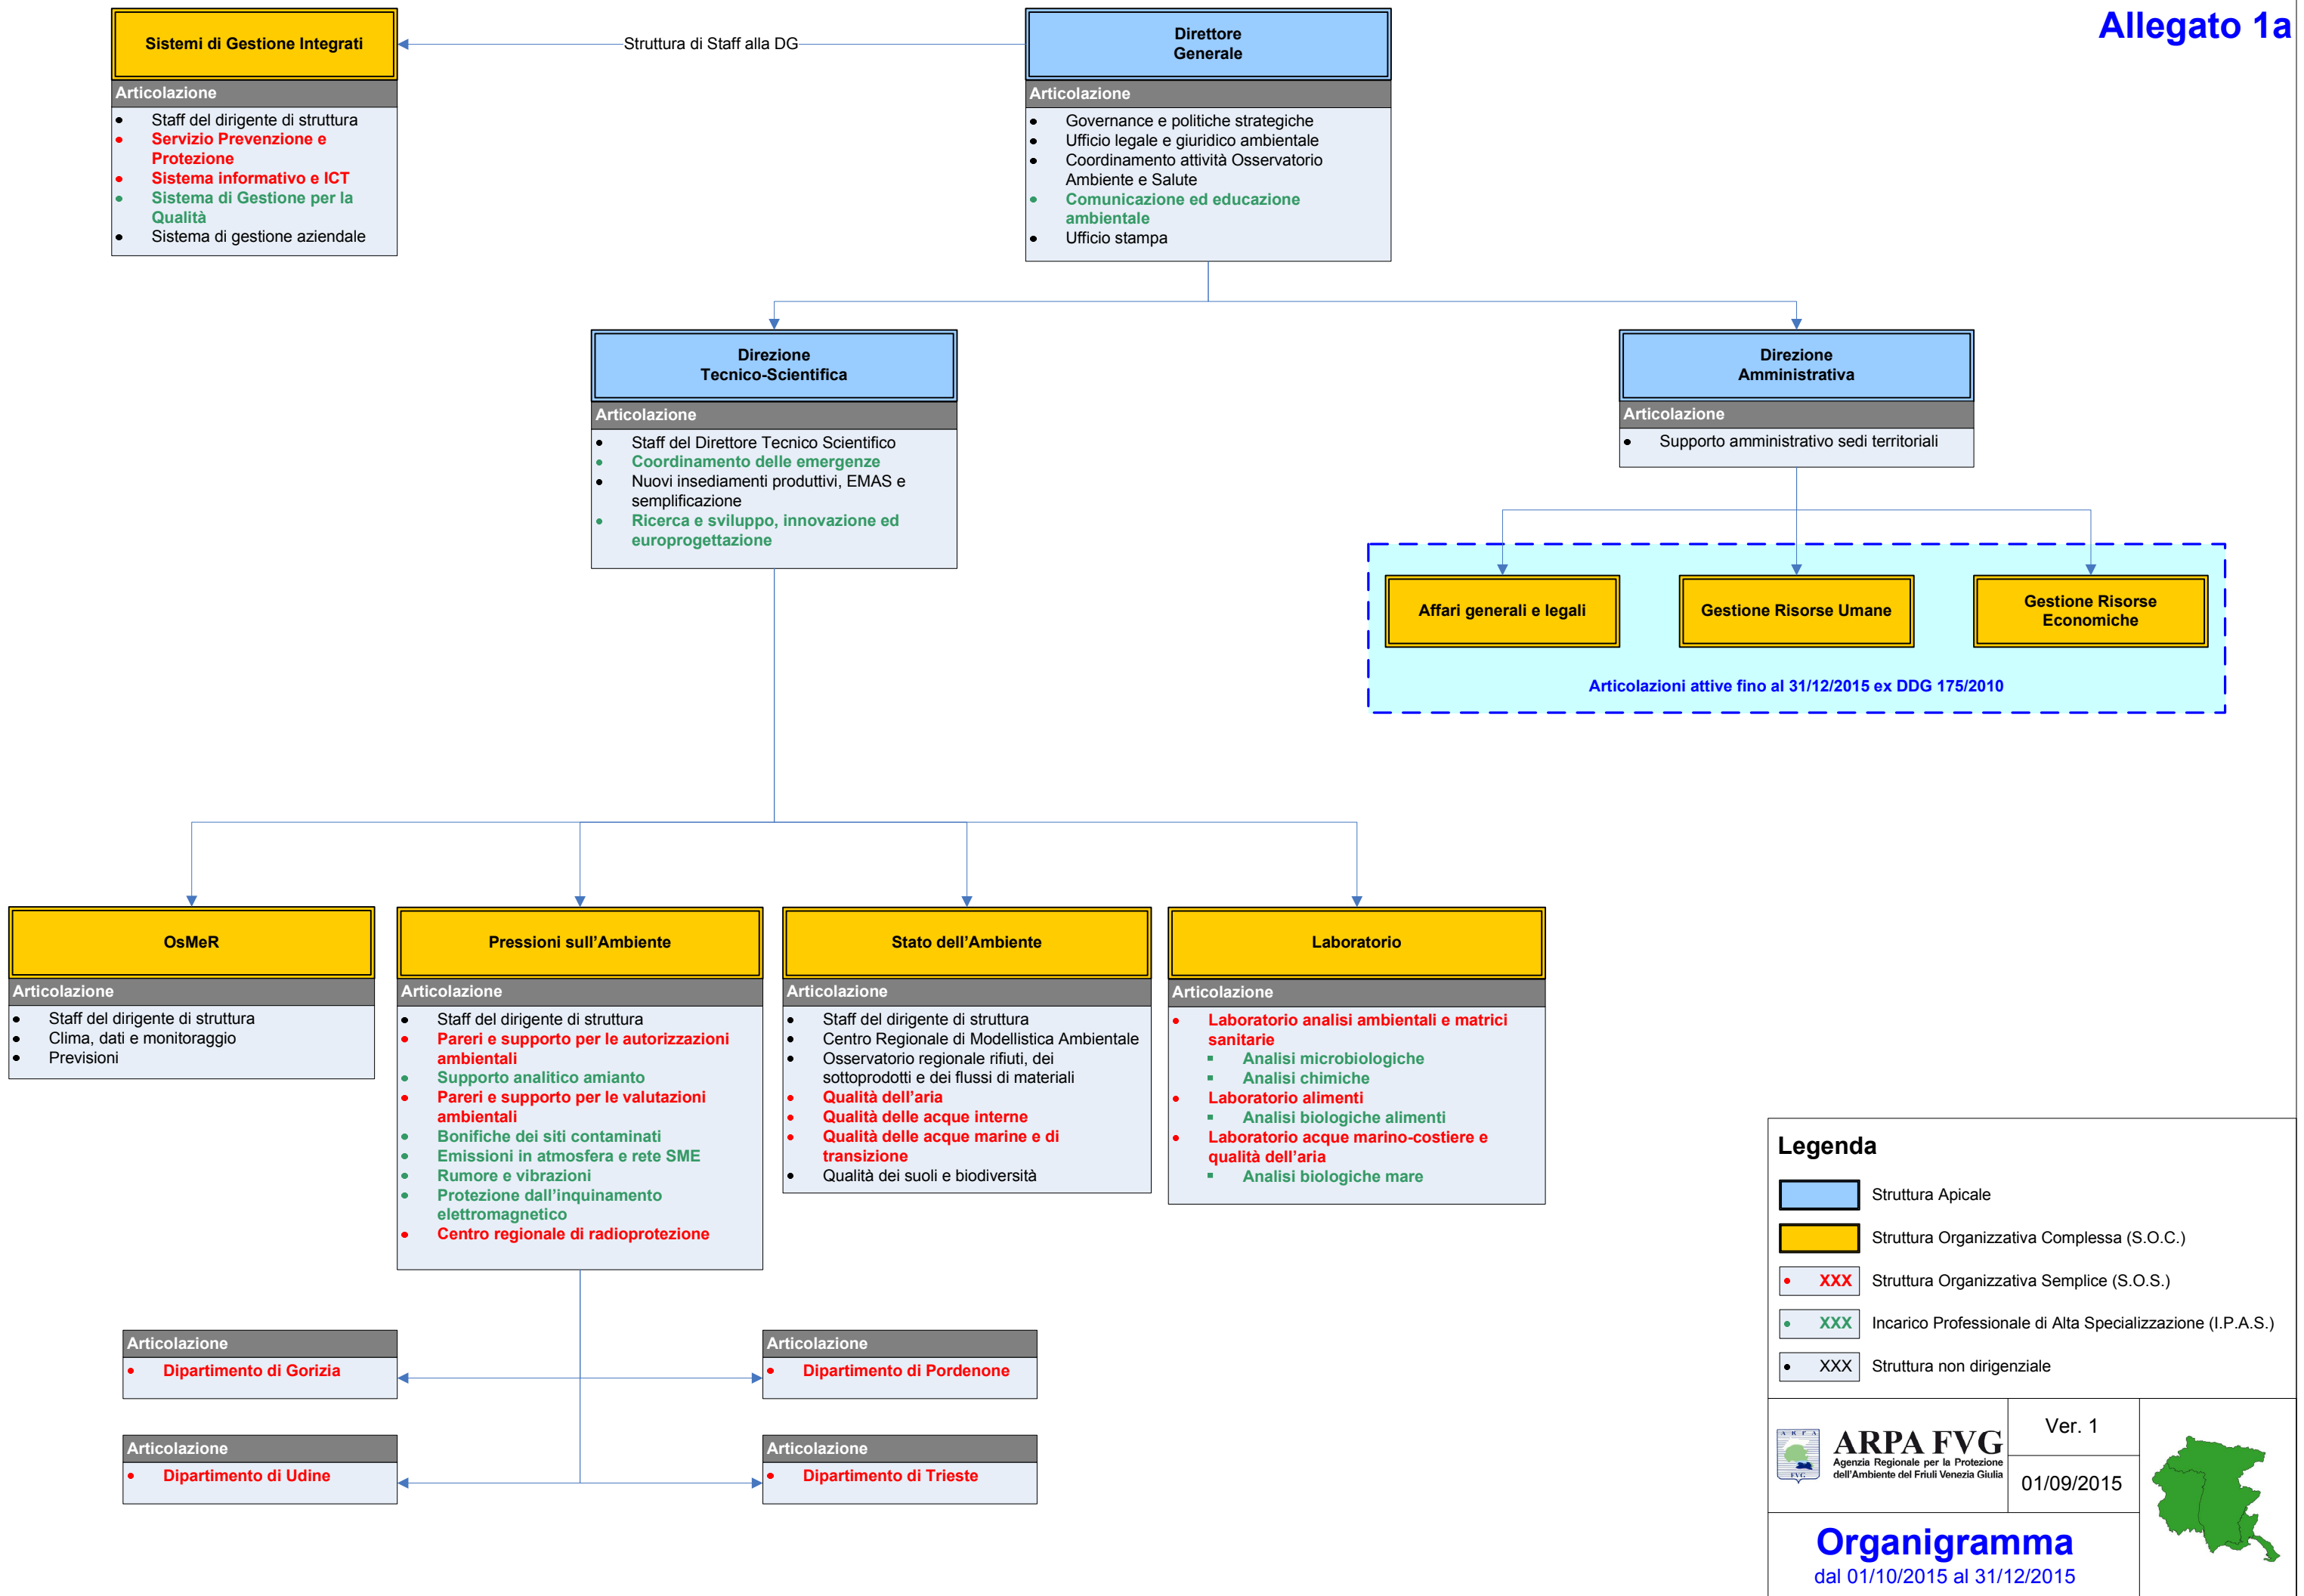 Allegato 1a
Sistemi di Gestione Integrati
Articolazione
• Staff del dirigente di struttura
• Servizio Prevenzione e
Protezione
• Sistema informativo e ICT
• Sistema di Gestione per la
Qualità
• Sistema di gestione aziendale
Struttura di Staff alla DG
Direttore
Generale
Articolazione
• Governance e politiche strategiche
• Ufficio legale e giuridico ambientale
• Coordinamento attività Osservatorio
Ambiente e Salute
• Comunicazione ed educazione
ambientale
• Ufficio stampa
Direzione
Tecnico-Scientifica
Articolazione
• Staff del Direttore Tecnico Scientifico
• Coordinamento delle emergenze
• Nuovi insediamenti produttivi, EMAS e
semplificazione
• Ricerca e sviluppo, innovazione ed
europrogettazione
Direzione
Amministrativa
Articolazione
• Supporto amministrativo sedi territoriali
Affari generali e legali
Gestione Risorse Umane
Gestione Risorse
Economiche
Articolazioni attive fino al 31/12/2015 ex DDG 175/2010
OsMeR
Articolazione
• Staff del dirigente di struttura
• Clima, dati e monitoraggio
• Previsioni
Pressioni sull'Ambiente
Articolazione
• Staff del dirigente di struttura
• Pareri e supporto per le autorizzazioni
ambientali
• Supporto analitico amianto
• Pareri e supporto per le valutazioni
ambientali
• Bonifiche dei siti contaminati
• Emissioni in atmosfera e rete SME
• Rumore e vibrazioni
• Protezione dall'inquinamento
elettromagnetico
• Centro regionale di radioprotezione
Stato dell'Ambiente
Articolazione
• Staff del dirigente di struttura
• Centro Regionale di Modellistica Ambientale
• Osservatorio regionale rifiuti, dei
sottoprodotti e dei flussi di materiali
• Qualità dell'aria
• Qualità delle acque interne
• Qualità delle acque marine e di
transizione
• Qualità dei suoli e biodiversità
Laboratorio
Articolazione
• Laboratorio analisi ambientali e matrici
sanitarie
▪ Analisi microbiologiche
▪ Analisi chimiche
• Laboratorio alimenti
▪ Analisi biologiche alimenti
• Laboratorio acque marino-costiere e
qualità dell'aria
▪ Analisi biologiche mare
Articolazione
• Dipartimento di Gorizia
Articolazione
• Dipartimento di Pordenone
Articolazione
• Dipartimento di Udine
Articolazione
• Dipartimento di Trieste
Legenda
Struttura Apicale
Struttura Organizzativa Complessa (S.O.C.)
• XXX Struttura Organizzativa Semplice (S.O.S.)
• XXX Incarico Professionale di Alta Specializzazione (I.P.A.S.)
• XXX Struttura non dirigenziale
ARPA
FVG
ARPA FVG
Agenzia Regionale per la Protezione
dell'Ambiente del Friuli Venezia Giulia
Ver. 1
01/09/2015
Organigramma
dal 01/10/2015 al 31/12/2015